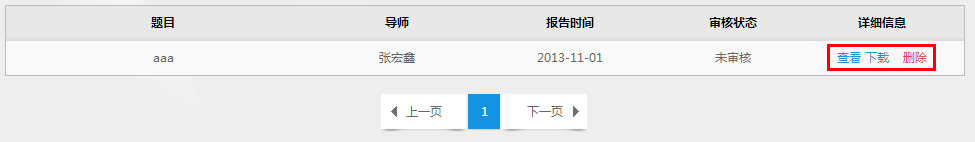 题目 导师 报告时间 审核状态 详细信息
aaa 张宏鑫 2013-11-01 未审核 查看 下载 删除
上一页 1 下一页